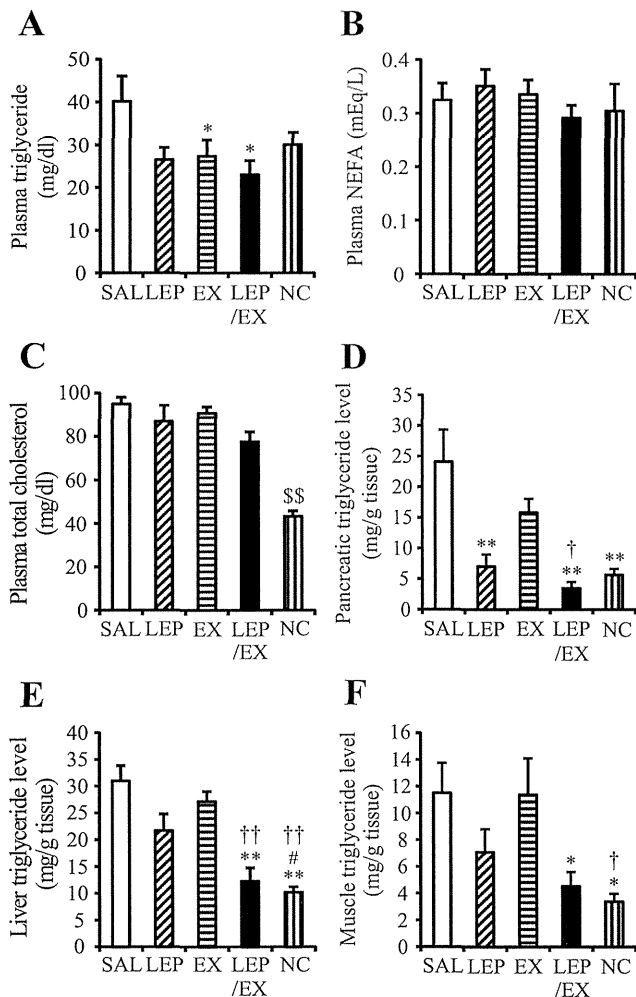 A
Plasma triglyceride
(mg/dl)
50
40
30
20
10
0
*
*
SAL LEP EX LEP NC
/EX
B
Plasma NEFA (mEq/L)
0.4
0.3
0.2
0.1
0
SAL LEP EX LEP NC
/EX
C
Plasma total cholesterol
(mg/dl)
100
80
60
40
20
0
$$
SAL LEP EX LEP NC
/EX
D
Pancreatic triglyceride level
(mg/g tissue)
35
30
25
20
15
10
5
0
**
†
**
**
SAL LEP EX LEP NC
/EX
E
Liver triglyceride level
(mg/g tissue)
40
35
30
25
20
15
10
5
0
††
**
††
#
**
SAL LEP EX LEP NC
/EX
F
Muscle triglyceride level
(mg/g tissue)
16
14
12
10
8
6
4
2
0
*
†
*
SAL LEP EX LEP NC
/EX